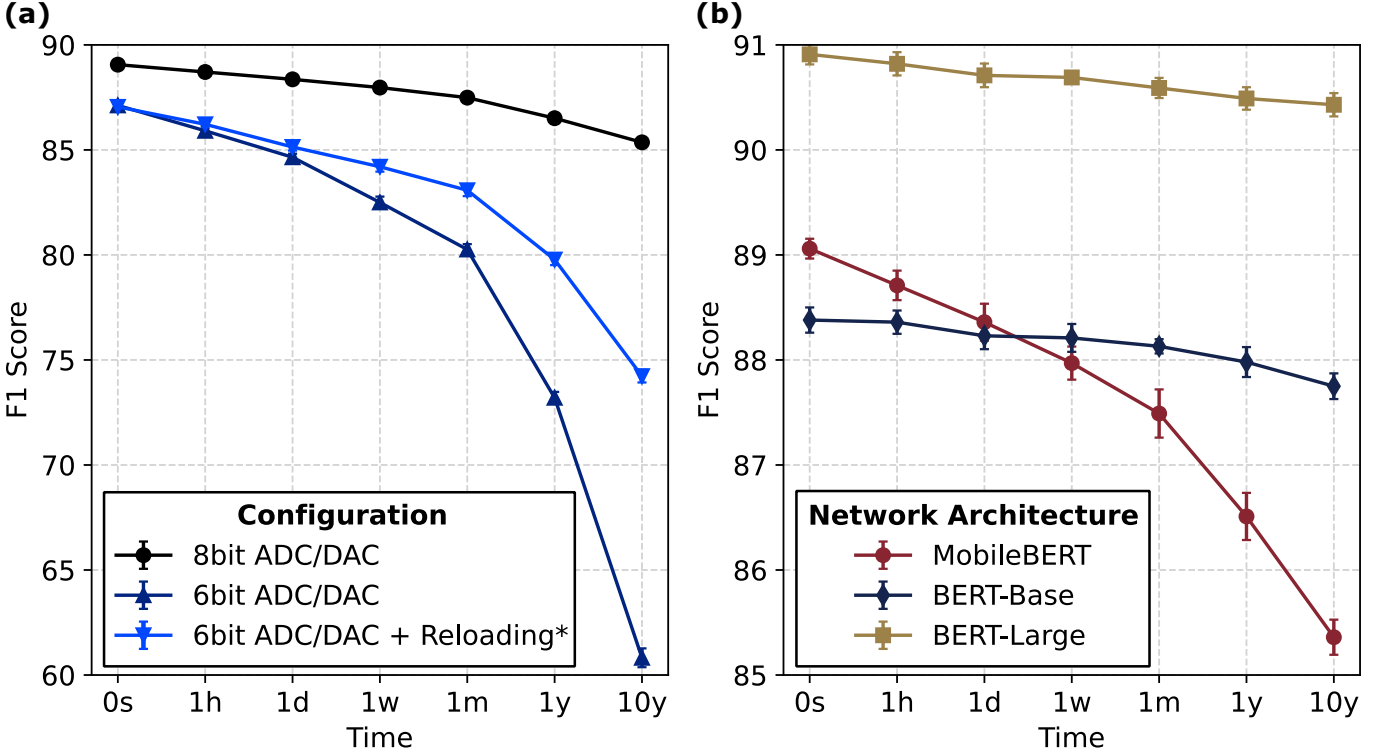 (a)
90
85
80
75
70
65
60
F1 Score
Configuration
8bit ADC/DAC
6bit ADC/DAC
6bit ADC/DAC + Reloading*
0s 1h 1d 1w 1m 1y 10y
Time
(b)
91
90
89
88
87
86
85
F1 Score
Network Architecture
MobileBERT
BERT-Base
BERT-Large
0s 1h 1d 1w 1m 1y 10y
Time